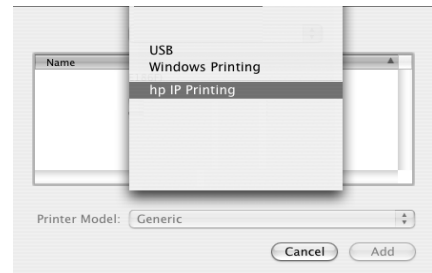 USB
Name
Windows Printing
hp IP Printing
Printer Model: Generic
Cancel Add